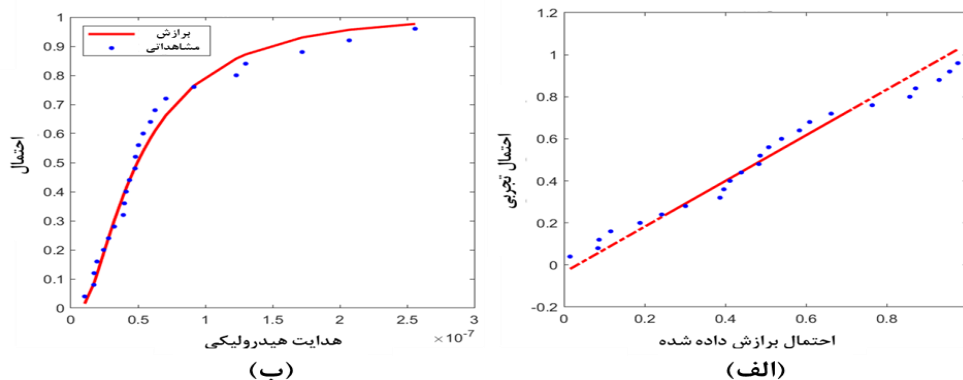 برازش
مشاهداتی
احتمال
1
0.9
0.8
0.7
0.6
0.5
0.4
0.3
0.2
0.1
0
0 0.5 1 1.5 2 2.5 3
×10-7
هدایت هیدرولیکی
(ب)
احتمال تجربی
1.2
1
0.8
0.6
0.4
0.2
0
-0.2
0 0.2 0.4 0.6 0.8
احتمال برازش داده شده
(الف)